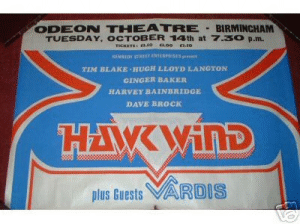 ODEON THEATRE - BIRMINGHAM
TUESDAY, OCTOBER 14th at 7.30 p.m.
TICKETS:
TIM BLAKE · HUGH LLOYD LANGTON
GINGER BAKER
HARVEY BAINBRIDGE
DAVE BROCK
HAWKWIND
plus Guests VARDIS